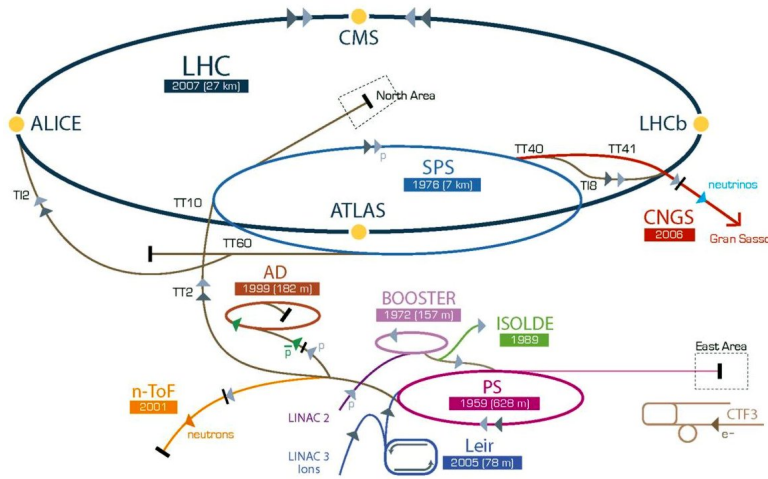 CMS
LHC
2007 (27 km)
North Area
ALICE
LHCb
TT40
TT41
p
SPS
1976 (7 km)
TI8
TI2
TT10
neutrinos
ATLAS
CNGS
2006
Gran Sasso
TT60
AD
1999 (182 m)
TT2
BOOSTER
1972 (157 m)
ISOLDE
1989
p
p
East Area
n-ToF
2001
PS
1959 (628 m)
p
LINAC 2
neutrons
CTF3
e–
Leir
2005 (78 m)
LINAC 3
Ions